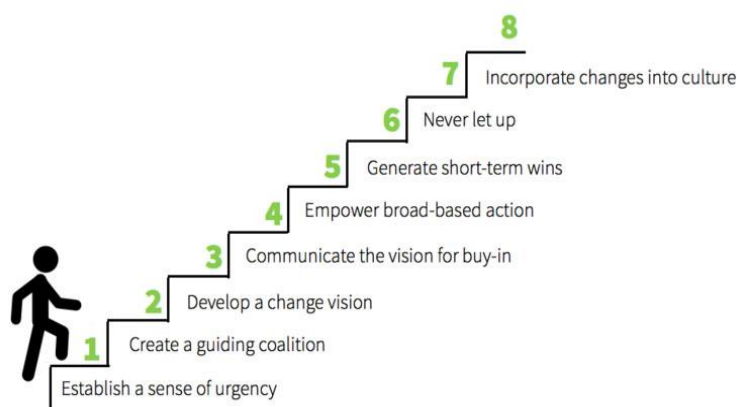 8
7
Incorporate changes into culture
6
Never let up
5
Generate short-term wins
4
Empower broad-based action
3
Communicate the vision for buy-in
2
Develop a change vision
1
Create a guiding coalition
Establish a sense of urgency